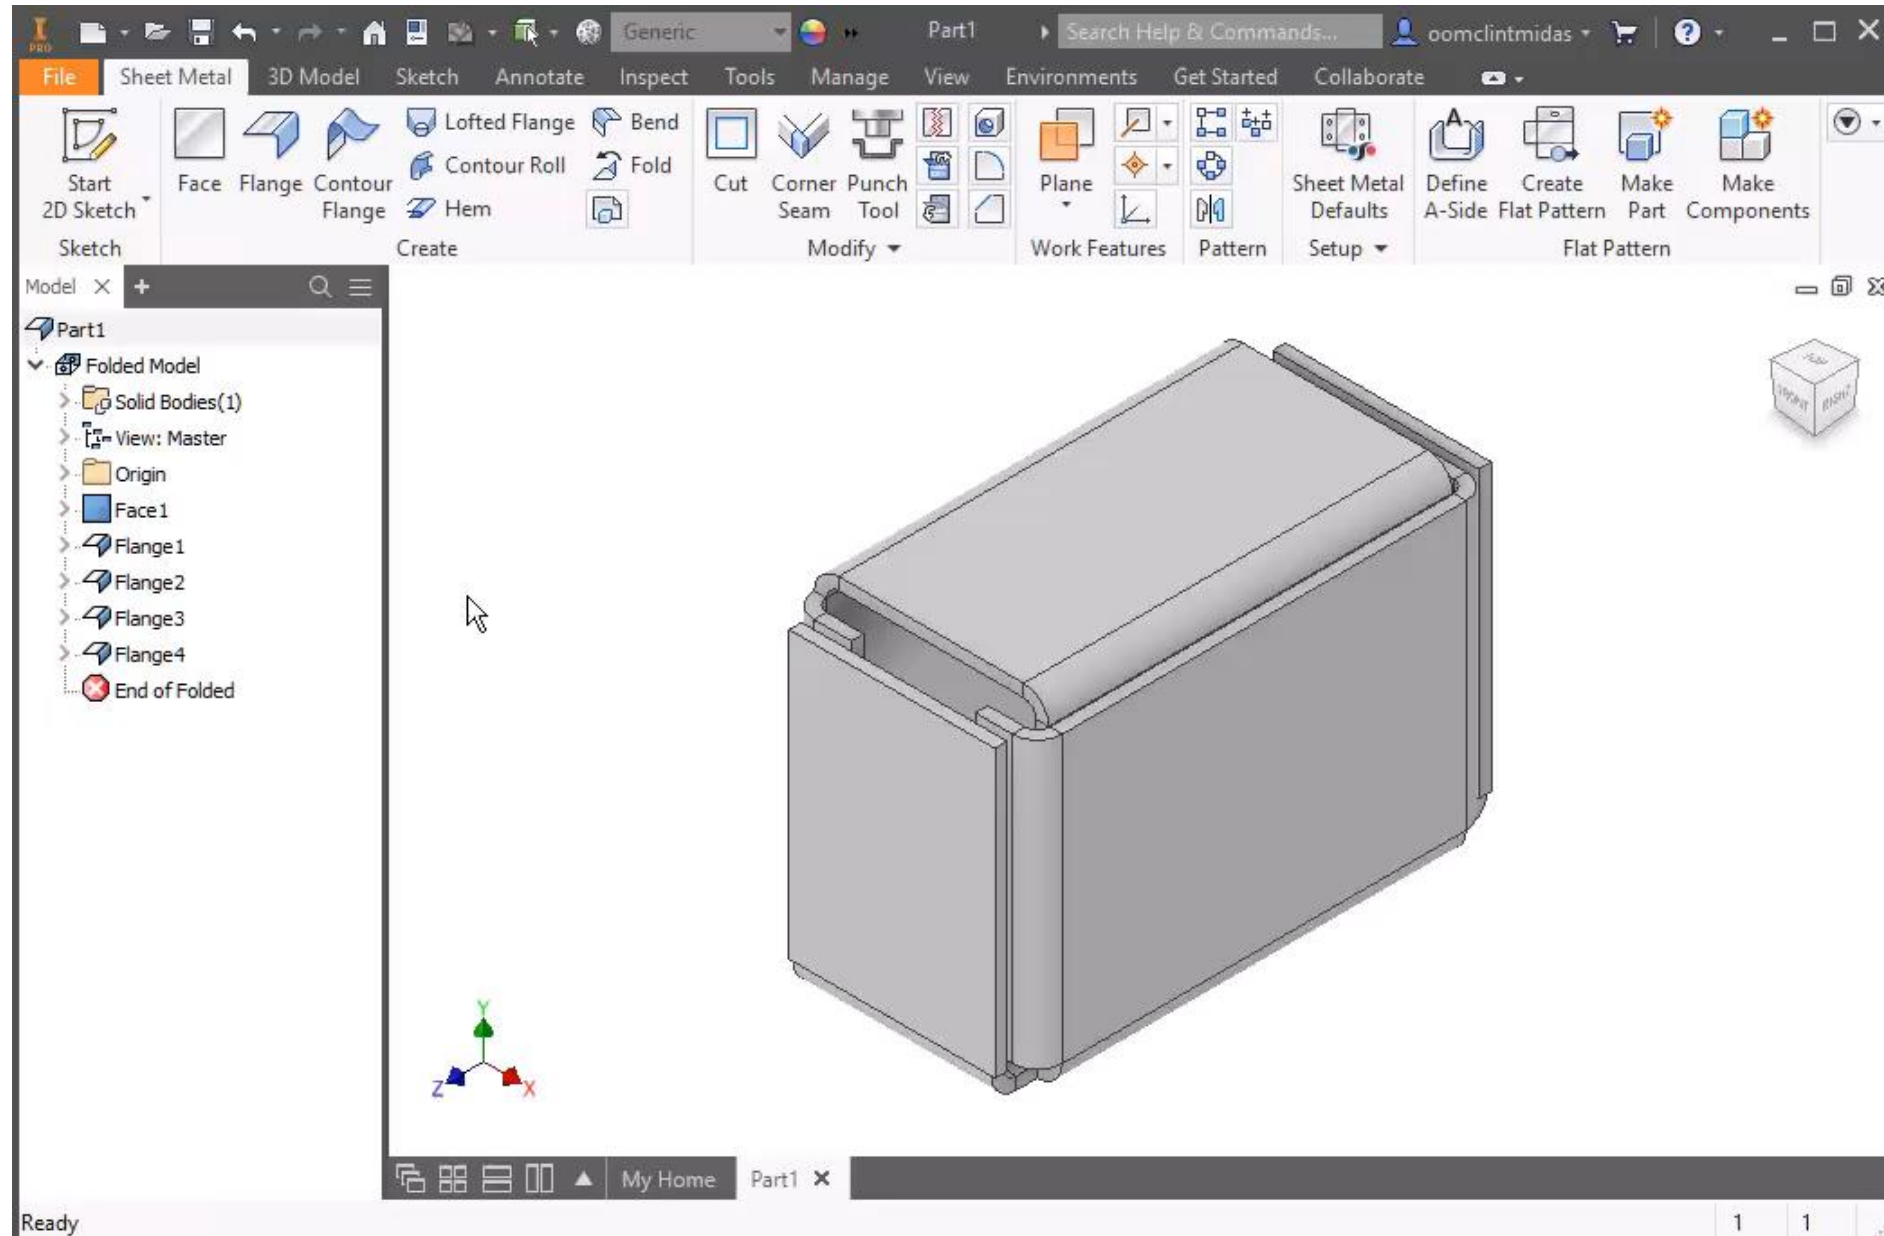 PRO Generic Part1 Search Help & Commands... oomclintmidas
File Sheet Metal 3D Model Sketch Annotate Inspect Tools Manage View Environments Get Started Collaborate
Start
2D Sketch
Sketch
Face Flange Contour
Flange
Lofted Flange Bend
Contour Roll Fold
Hem
Create
Cut Corner
Seam Punch
Tool
Modify
Plane
Work Features
Pattern
Sheet Metal
Defaults
Setup
Define
A-Side Create
Flat Pattern Make
Part Make
Components
Flat Pattern
Model
Part1
Folded Model
Solid Bodies(1)
View: Master
Origin
Face1
Flange1
Flange2
Flange3
Flange4
End of Folded
TOP
FRONT RIGHT
Y
Z X
My Home Part1
Ready 1 1